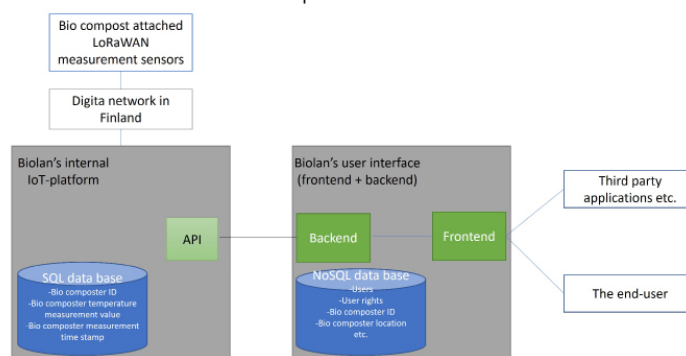 Bio compost attached
LoRaWAN
measurement sensors
Digita network in
Finland
Biolan's internal
IoT-platform
API
SQL data base
-Bio composter ID
-Bio composter temperature
measurement value
-Bio composter measurement
time stamp
Biolan's user interface
(frontend + backend)
Backend
Frontend
NoSQL data base
-Users
-User rights
-Bio composter ID
-Bio composter location
etc.
Third party
applications etc.
The end-user